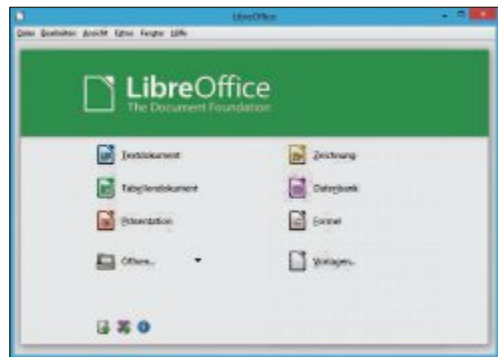 LibreOffice
Datei Bearbeiten Ansicht Extras Fenster Hilfe
LibreOffice
The Document Foundation
Textdokument
Zeichnung
Tabellendokument
Datenbank
Präsentation
Formel
Öffnen...
Vorlagen...